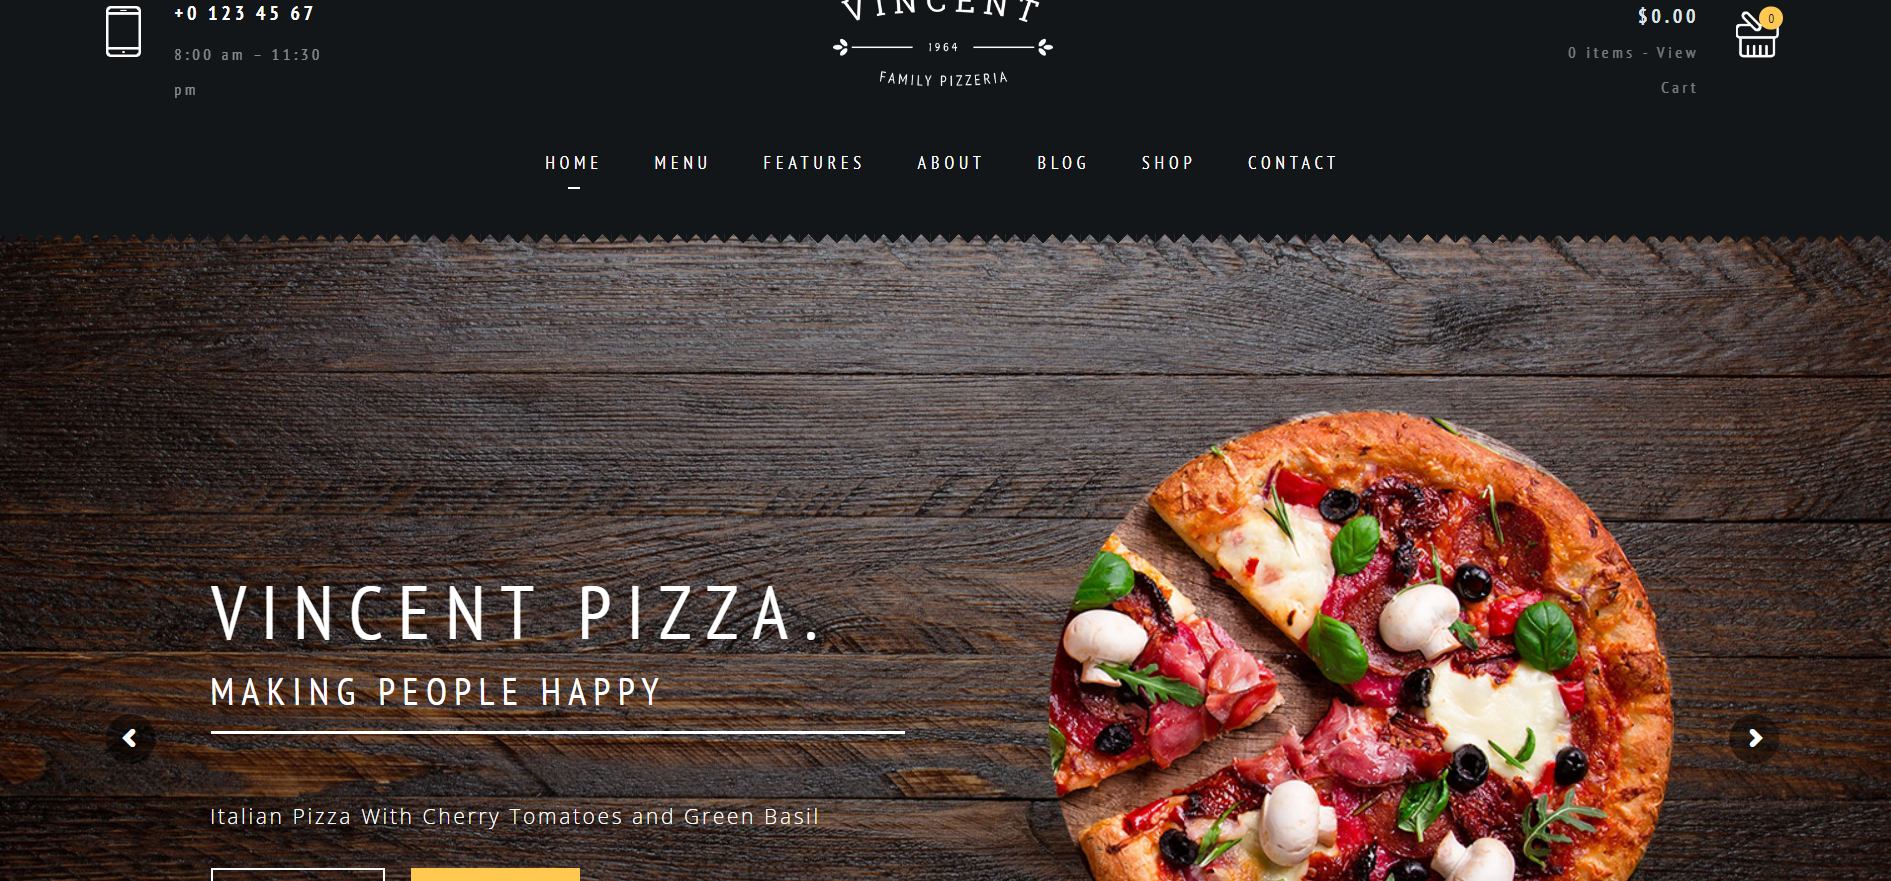 +0 123 45 67
8:00 am – 11:30
pm
VINCENT
1964
FAMILY PIZZERIA
$0.00
0
0 items - View
Cart
HOME MENU FEATURES ABOUT BLOG SHOP CONTACT
VINCENT PIZZA.
MAKING PEOPLE HAPPY
Italian Pizza With Cherry Tomatoes and Green Basil